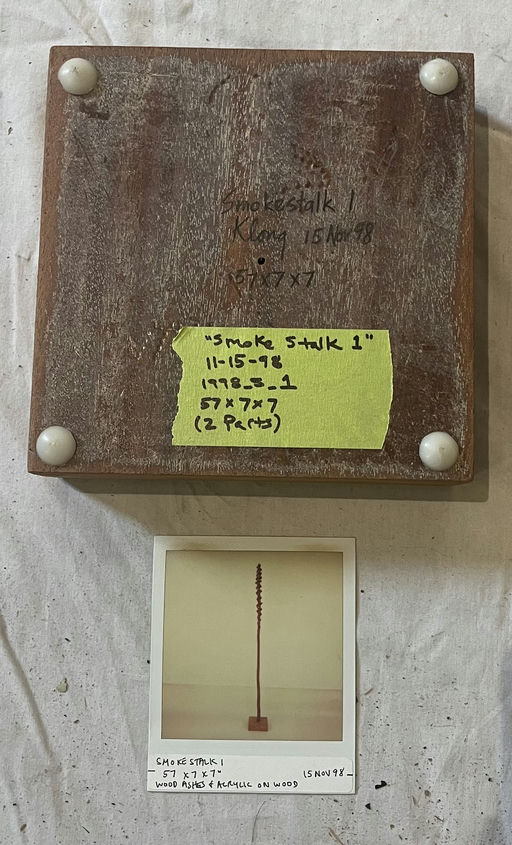 Smokestalk 1
Klong 15 Nov 98
57 x 7 x 7
"Smoke Stalk 1"
11-15-98
1998_S_1
57 x 7 x 7
(2 Parts)
SMOKESTALK 1
57 x 7 x 7" 15 NOV 98
WOOD ASHES & ACRYLIC ON WOOD